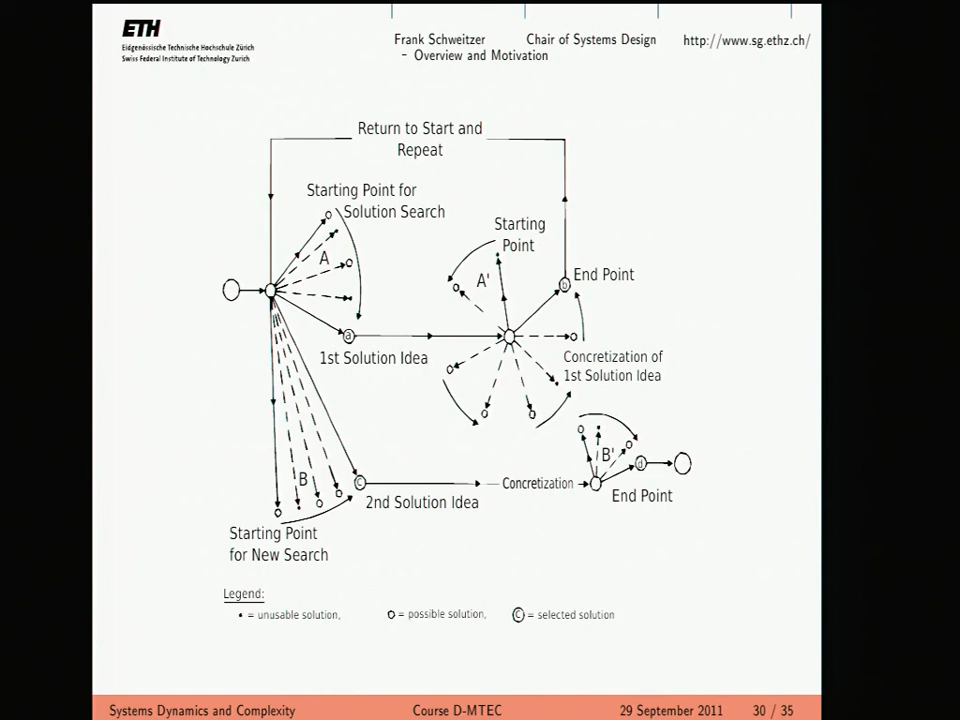 ETH
Eidgenössische Technische Hochschule Zürich
Swiss Federal Institute of Technology Zurich
Frank Schweitzer Chair of Systems Design http://www.sg.ethz.ch/
– Overview and Motivation
Return to Start and
Repeat
Starting Point for
Solution Search
A
Starting
Point
A'
End Point
b
a
1st Solution Idea
Concretization of
1st Solution Idea
B
c
2nd Solution Idea
Concretization
B'
d
End Point
Starting Point
for New Search
Legend:
• = unusable solution, o = possible solution, C = selected solution
Systems Dynamics and Complexity Course D-MTEC 29 September 2011 30 / 35